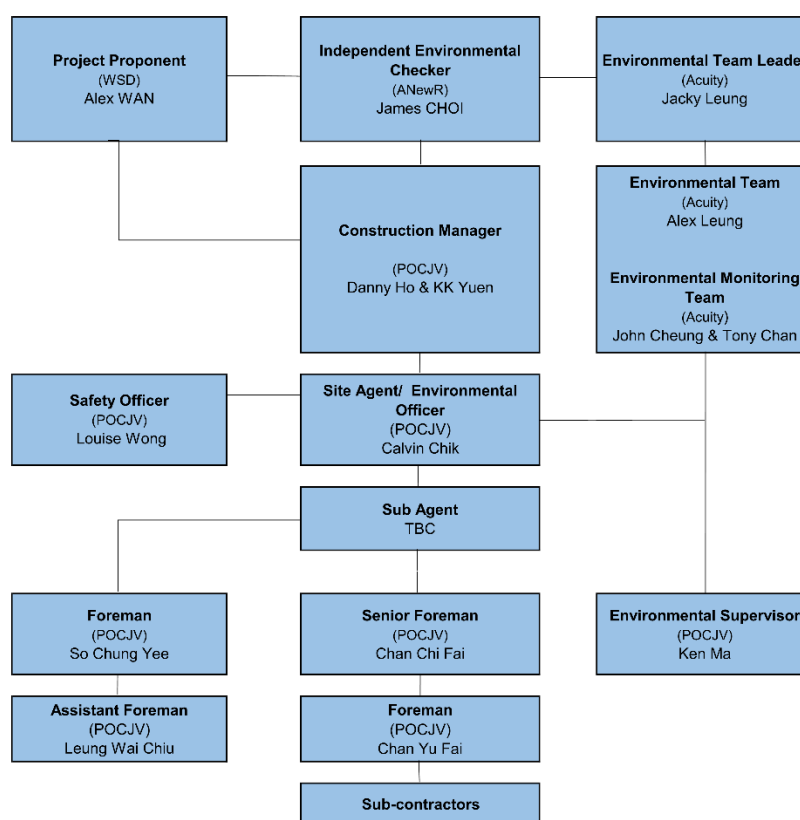 Project Proponent
(WSD)
Alex WAN
Independent Environmental
Checker
(ANewR)
James CHOI
Environmental Team Leade
(Acuity)
Jacky Leung
Construction Manager
(POCJV)
Danny Ho & KK Yuen
Environmental Team
(Acuity)
Alex Leung
Environmental Monitoring
Team
(Acuity)
John Cheung & Tony Chan
Safety Officer
(POCJV)
Louise Wong
Site Agent/ Environmental
Officer
(POCJV)
Calvin Chik
Sub Agent
TBC
Foreman
(POCJV)
So Chung Yee
Senior Foreman
(POCJV)
Chan Chi Fai
Environmental Supervisor
(POCJV)
Ken Ma
Assistant Foreman
(POCJV)
Leung Wai Chiu
Foreman
(POCJV)
Chan Yu Fai
Sub-contractors